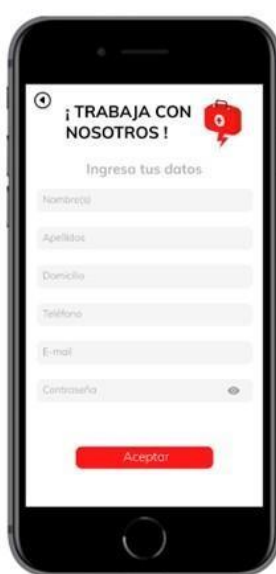 ¡ TRABAJA CON
NOSOTROS !
Ingresa tus datos
Nombre(s)
Apellidos
Domicilio
Teléfono
E-mail
Contraseña
Aceptar